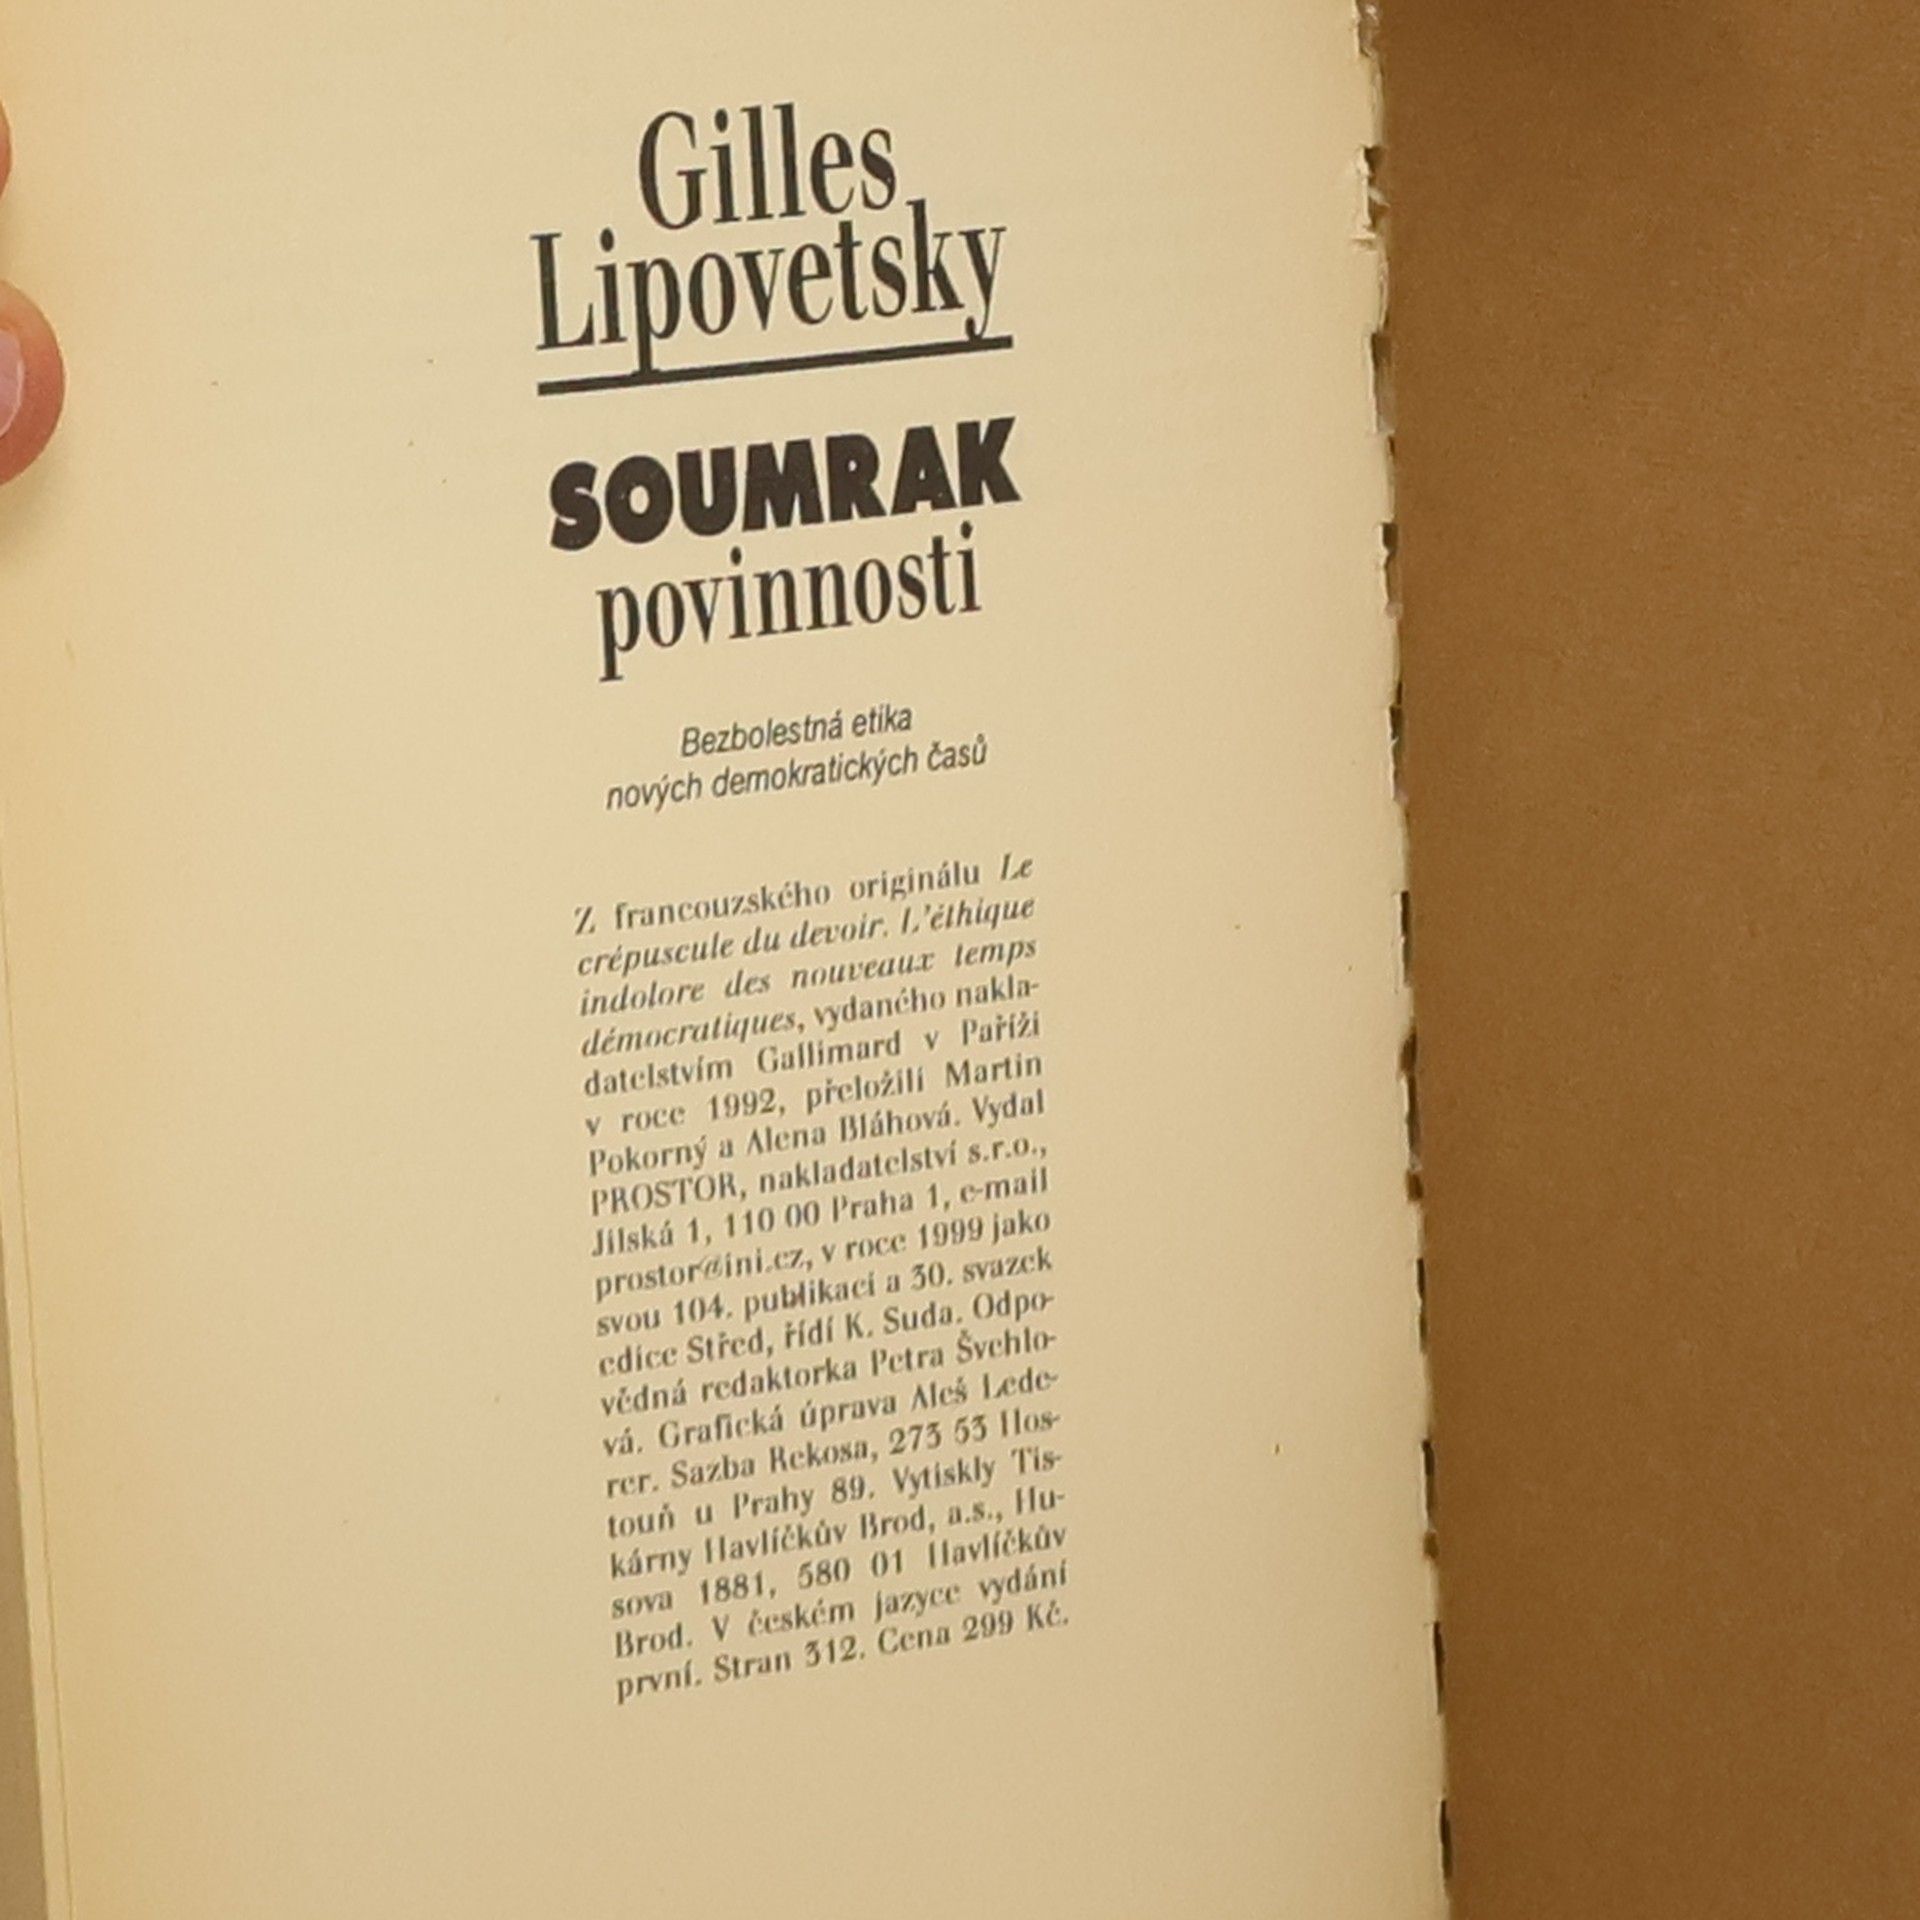 Gilles
Lipovetsky
SOUMRAK
povinnosti
Bezbolestná etika
nových demokratických časů
Z francouzského originálu Le
crépuscule du devoir. L'éthique
indolore des nouveaux temps
démocratiques, vydaného nakla-
datelstvím Gallimard v Paříži
v roce 1992, přeložili Martin
Pokorný a Alena Bláhová. Vydal
PROSTOR, nakladatelství s.r.o.,
Jilská 1, 110 00 Praha 1, e-mail
prostor@ini.cz, v roce 1999 jako
svou 104. publikaci a 30. svazek
edice Střed, řídí K. Suda. Odpo-
vědná redaktorka Petra Švehlo-
vá. Grafická úprava Aleš Lede-
rer. Sazba Rekosa, 273 53 Hos-
touň u Prahy 89. Vytiskly Tis-
kárny Havlíčkův Brod, a.s., Hu-
sova 1881, 580 01 Havlíčkův
Brod. V českém jazyce vydání
první. Stran 312. Cena 299 Kč.